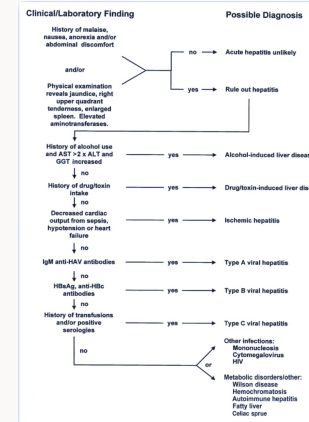 Clinical/Laboratory Finding
Possible Diagnosis
History of malaise,
nausea, anorexia and/or
abdominal discomfort
no
Acute hepatitis unlikely
and/or
Physical examination
reveals jaundice, right
upper quadrant
tenderness, enlarged
spleen. Elevated
aminotransferases.
yes
Rule out hepatitis
History of alcohol use
and AST >2 x ALT and
GGT increased
yes
Alcohol-induced liver diseas
no
History of drug/toxin
intake
yes
Drug/toxin-induced liver dis
no
Decreased cardiac
output from sepsis,
hypotension or heart
failure
yes
Ischemic hepatitis
no
IgM anti-HAV antibodies
yes
Type A viral hepatitis
no
HBsAg, anti-HBc
antibodies
yes
Type B viral hepatitis
no
History of transfusions
and/or positive
serologies
yes
Type C viral hepatitis
no
or
Other infections:
Mononucleosis
Cytomegalovirus
HIV
Metabolic disorders/other:
Wilson disease
Hemochromatosis
Autoimmune hepatitis
Fatty liver
Celiac sprue